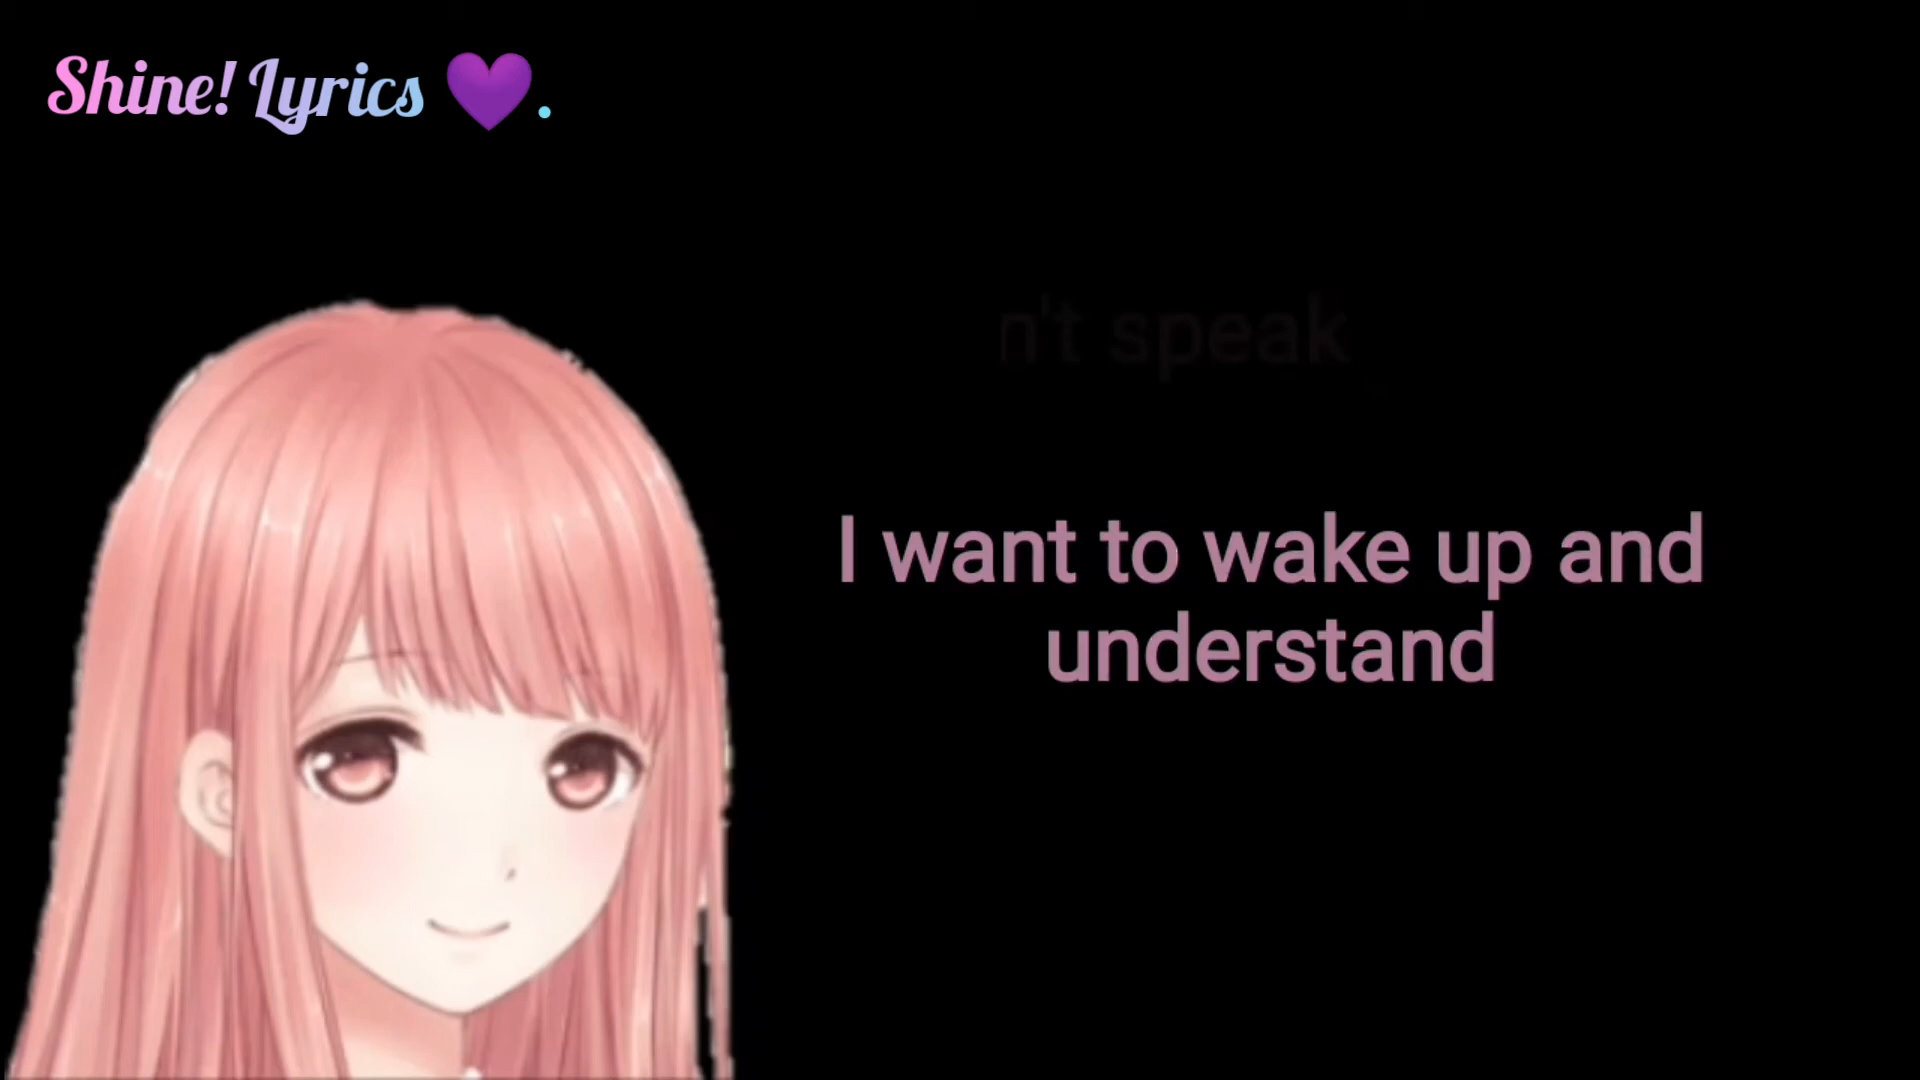 Shine! Lyrics 💜.
n't speak
I want to wake up and
understand